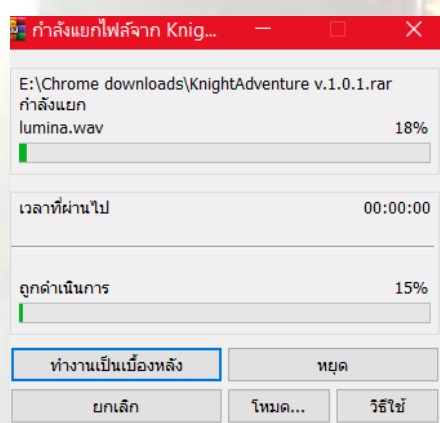 กำลังแยกไฟล์จาก Knig...
E:\Chrome downloads\KnightAdventure v.1.0.1.rar
กำลังแยก
lumina.wav 18%
เวลาที่ผ่านไป 00:00:00
ถูกดำเนินการ 15%
ทำงานเป็นเบื้องหลัง หยุด
ยกเลิก โหมด... วิธีใช้